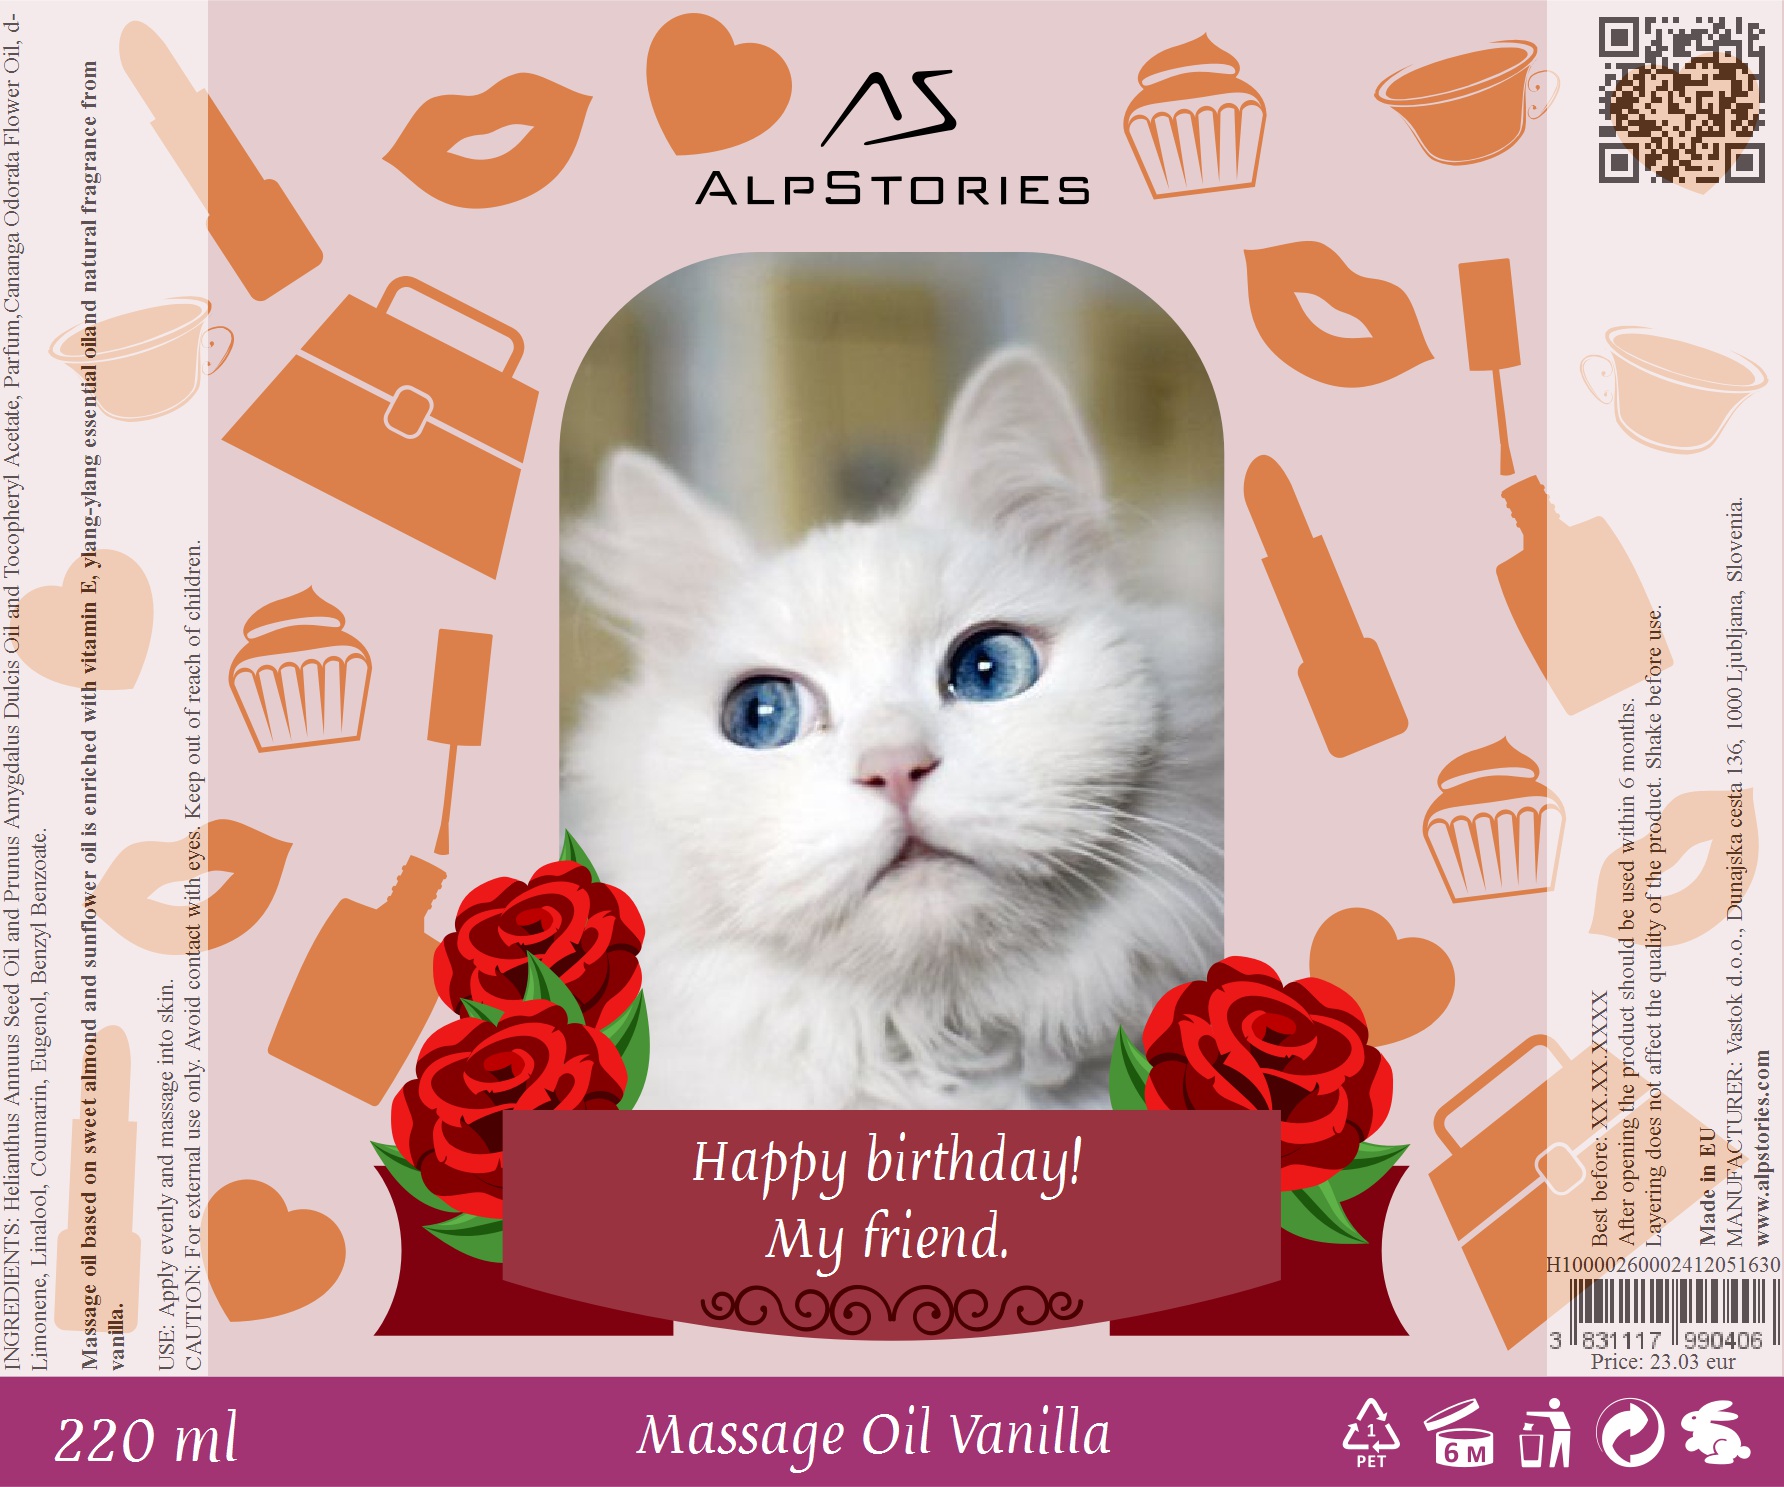 INGREDIENTS: Helianthus Annuus Seed Oil and Prunus Amygdalus Dulcis Oil and Tocopheryl Acetate, Parfum,Cananga Odorata Flower Oil, d-
Limonene, Linalool, Coumarin, Eugenol, Benzyl Benzoate.
Massage oil based on sweet almond and sunflower oil is enriched with vitamin E, ylang-ylang essential oiland natural fragrance from
vanilla.
USE: Apply evenly and massage into skin.
CAUTION: For external use only. Avoid contact with eyes. Keep out of reach of children.
AS
ALPSTORIES
Happy birthday!
My friend.
Best before: XX.XX.XXXX
After opening the product should be used within 6 months.
Layering does not affect the quality of the product. Shake before use.
Made in EU
MANUFACTURER: Vastok d.o.o., Dunajska cesta 136, 1000 Ljubljana, Slovenia.
www.alpstories.com
H10000260002412051630
3 831117 990406
Price: 23.03 eur
220 ml
Massage Oil Vanilla
1
PET
6 M